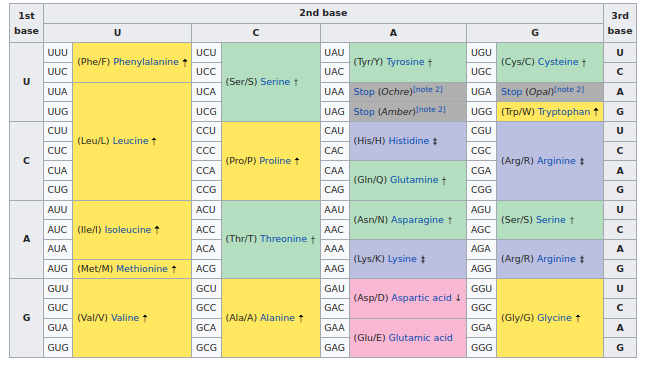 1st base 2nd base 3rd base
U C A G
U UUU (Phe/F) Phenylalanine ↑ UCU (Ser/S) Serine † UAU (Tyr/Y) Tyrosine † UGU (Cys/C) Cysteine † U
UUC UCC UAC UGC C
UUA (Leu/L) Leucine ↑ UCA UAA Stop (Ochre)[note 2] UGA Stop (Opal)[note 2] A
UUG UCG UAG Stop (Amber)[note 2] UGG (Trp/W) Tryptophan ↑ G
C CUU CCU (Pro/P) Proline ↑ CAU (His/H) Histidine ‡ CGU (Arg/R) Arginine ‡ U
CUC CCC CAC CGC C
CUA CCA CAA (Gln/Q) Glutamine † CGA A
CUG CCG CAG CGG G
A AUU (Ile/I) Isoleucine ↑ ACU (Thr/T) Threonine † AAU (Asn/N) Asparagine † AGU (Ser/S) Serine † U
AUC ACC AAC AGC C
AUA ACA AAA (Lys/K) Lysine ‡ AGA (Arg/R) Arginine ‡ A
AUG (Met/M) Methionine ↑ ACG AAG AGG G
G GUU (Val/V) Valine ↑ GCU (Ala/A) Alanine ↑ GAU (Asp/D) Aspartic acid ↓ GGU (Gly/G) Glycine ↑ U
GUC GCC GAC GGC C
GUA GCA GAA (Glu/E) Glutamic acid GGA A
GUG GCG GAG GGG G